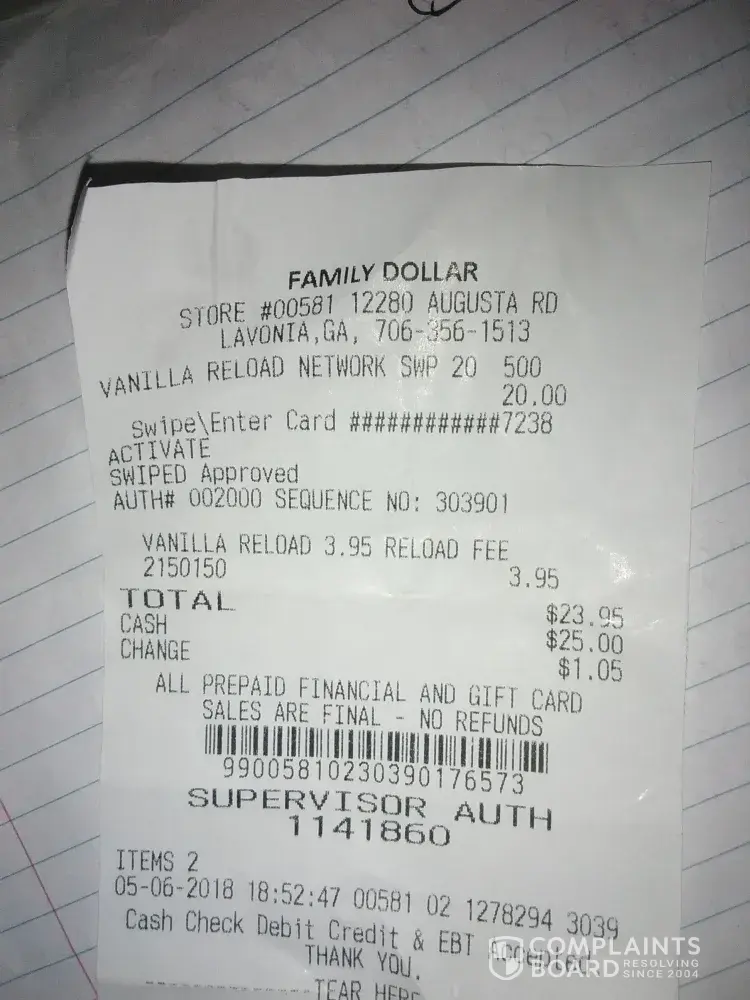 FAMILY DOLLAR
STORE #00581 12280 AUGUSTA RD
LAVONIA,GA, 706-356-1513
VANILLA RELOAD NETWORK SWP 20 500
20.00
Swipe\Enter Card ############7238
ACTIVATE
SWIPED Approved
AUTH# 002000 SEQUENCE NO: 303901
VANILLA RELOAD 3.95 RELOAD FEE
2150150 3.95
TOTAL $23.95
CASH $25.00
CHANGE $1.05
ALL PREPAID FINANCIAL AND GIFT CARD
SALES ARE FINAL - NO REFUNDS
99005810230390176573
SUPERVISOR AUTH
1141860
ITEMS 2
05-06-2018 18:52:47 00581 02 1278294 3039
Cash Check Debit Credit & EBT Accepted
THANK YOU.
--------------TEAR HERE
COMPLAINTS
BOARD RESOLVING
SINCE 2004